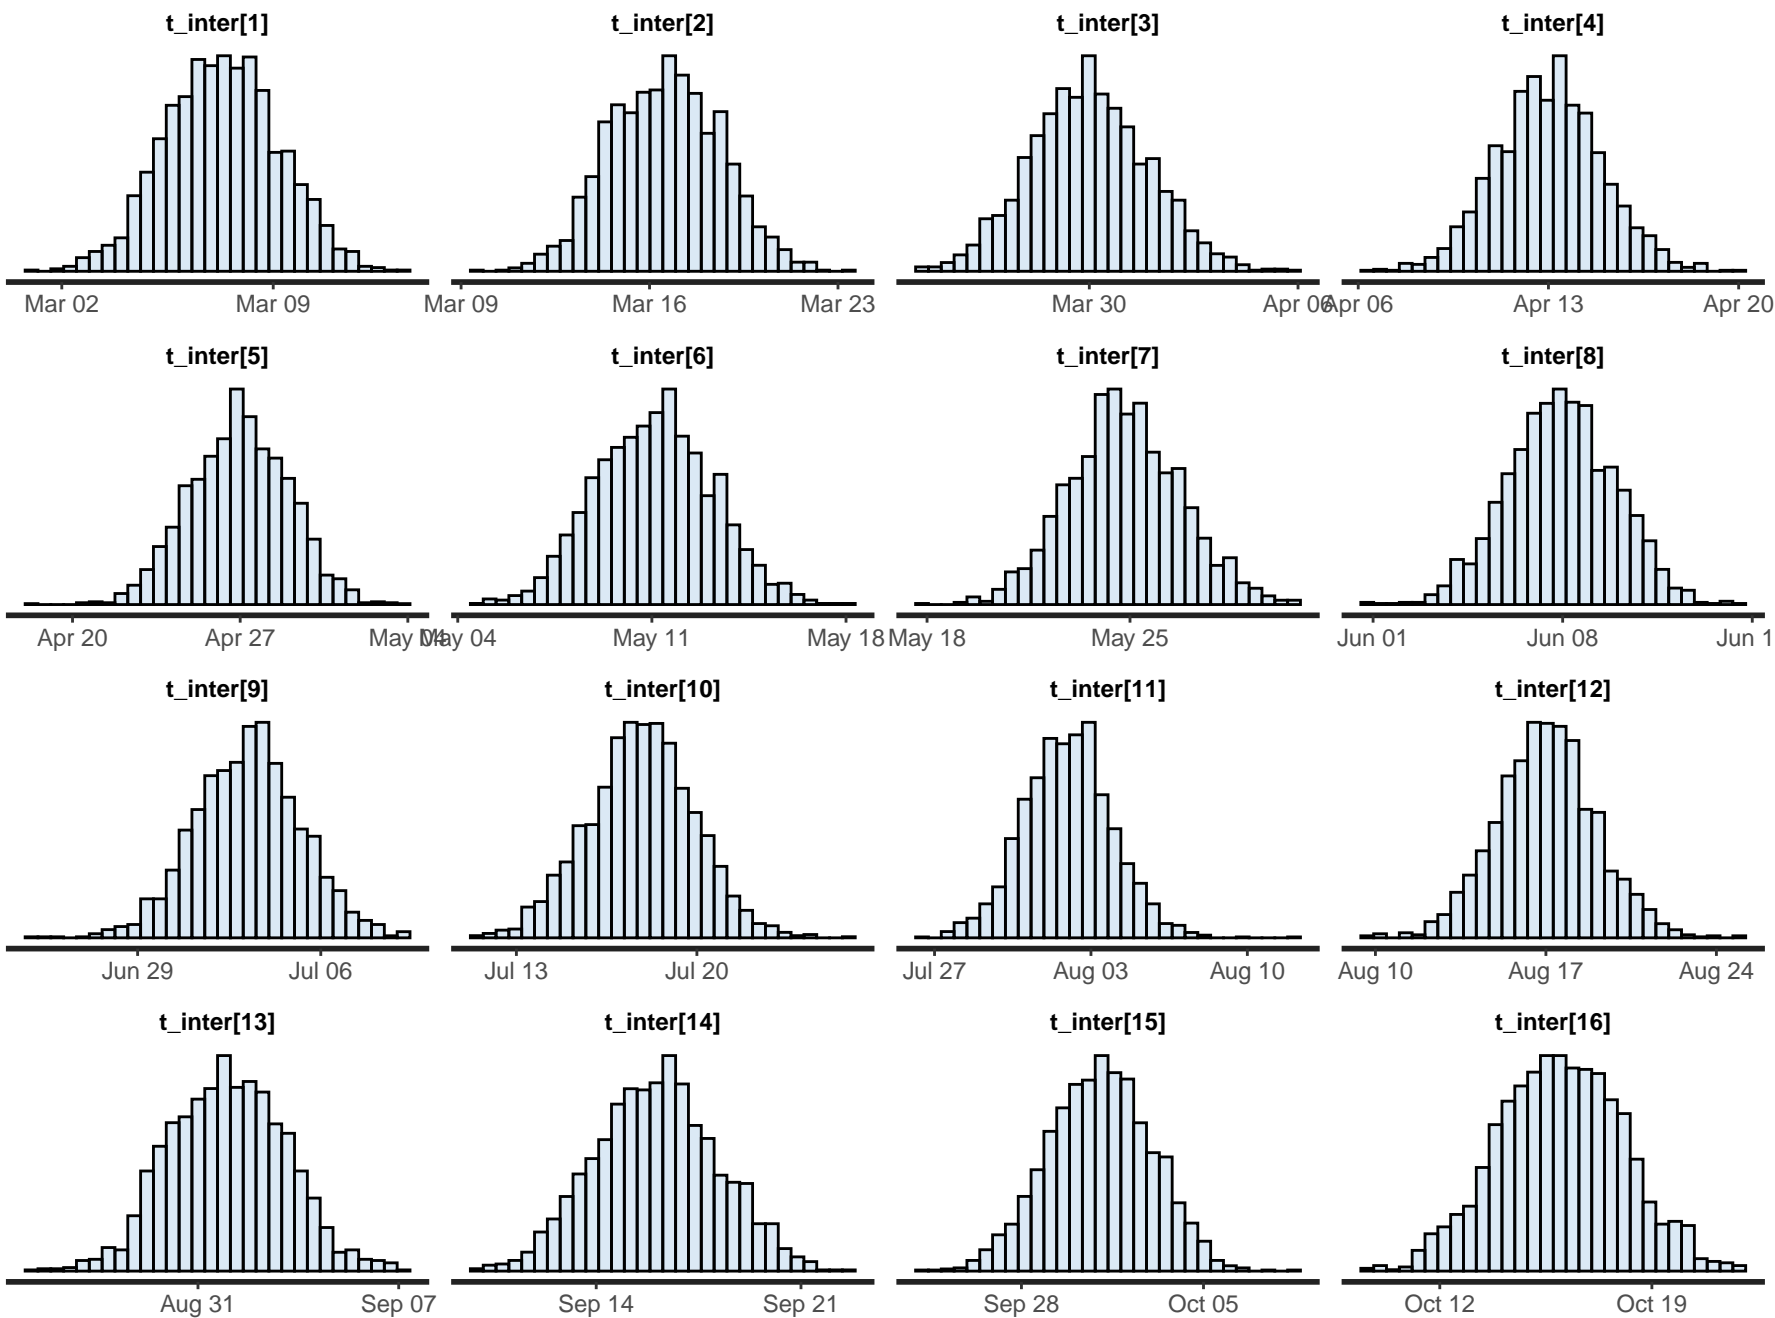 t_inter[1] t_inter[2] t_inter[3] t_inter[4]
Mar 02 Mar 09 Mar 09 Mar 16 Mar 23 Mar 30 Apr 06 Apr 06 Apr 13 Apr 20
t_inter[5] t_inter[6] t_inter[7] t_inter[8]
Apr 20 Apr 27 May 04 May 04 May 11 May 18 May 18 May 25 Jun 01 Jun 08 Jun 1
t_inter[9] t_inter[10] t_inter[11] t_inter[12]
Jun 29 Jul 06 Jul 13 Jul 20 Jul 27 Aug 03 Aug 10 Aug 10 Aug 17 Aug 24
t_inter[13] t_inter[14] t_inter[15] t_inter[16]
Aug 31 Sep 07 Sep 14 Sep 21 Sep 28 Oct 05 Oct 12 Oct 19